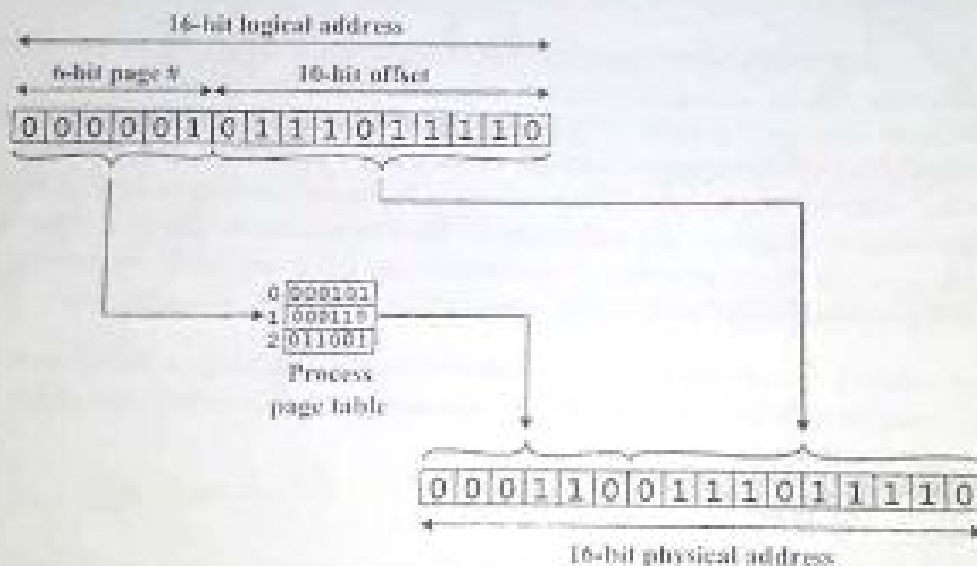 16-bit logical address
6-bit page # 10-bit offset
0 0 0 0 0 1 0 1 1 1 0 1 1 1 1 0
0 000101
1 000110
2 011001
Process
page table
0 0 0 1 1 0 0 1 1 1 0 1 1 1 1 0
16-bit physical address